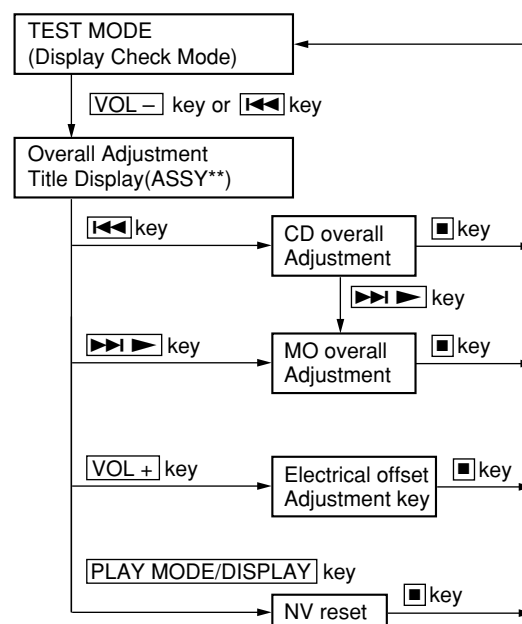 TEST MODE
(Display Check Mode)
VOL – key or ⏮ key
Overall Adjustment
Title Display(ASSY**)
⏮ key
CD overall
Adjustment
■ key
▶▶I ▶ key
▶▶I ▶ key
MO overall
Adjustment
■ key
VOL + key
Electrical offset
Adjustment key
■ key
PLAY MODE/DISPLAY key
NV reset
■ key